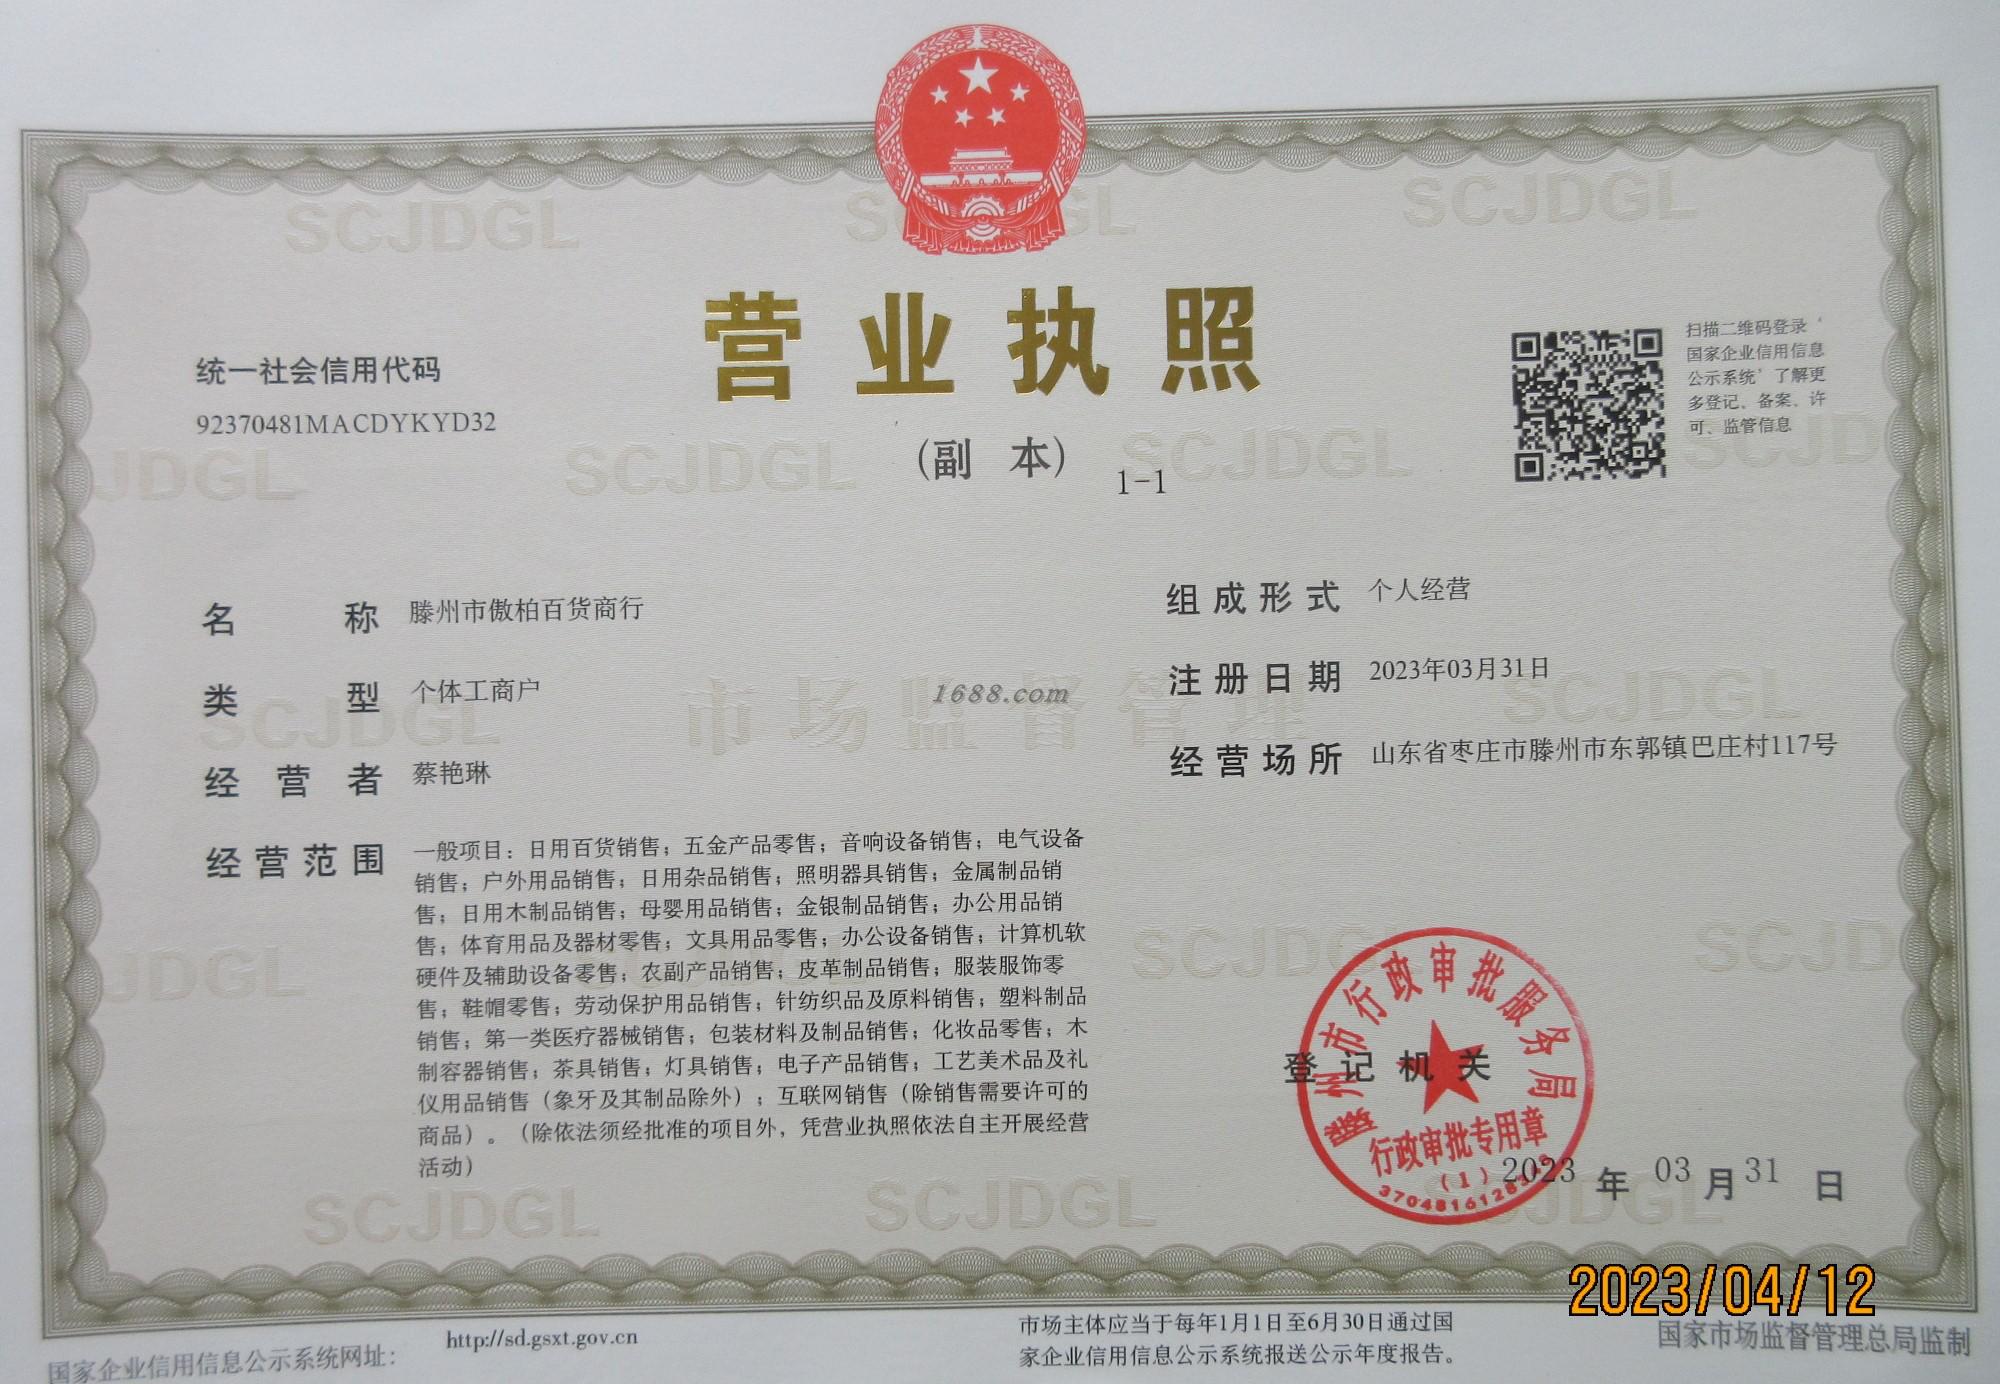 营业执照
(副 本) 1-1
统一社会信用代码
92370481MACDYKYD32
扫描二维码登录‘
国家企业信用信息
公示系统’了解更
多登记、备案、许
可、监管信息
名 称 滕州市傲柏百货商行
类 型 个体工商户
经 营 者 蔡艳琳
经营范围 一般项目：日用百货销售；五金产品零售；音响设备销售；电气设备
销售；户外用品销售；日用杂品销售；照明器具销售；金属制品销
售；日用木制品销售；母婴用品销售；金银制品销售；办公用品销
售；体育用品及器材零售；文具用品零售；办公设备销售；计算机软
硬件及辅助设备零售；农副产品销售；皮革制品销售；服装服饰零
售；鞋帽零售；劳动保护用品销售；针纺织品及原料销售；塑料制品
销售；第一类医疗器械销售；包装材料及制品销售；化妆品零售；木
制容器销售；茶具销售；灯具销售；电子产品销售；工艺美术品及礼
仪用品销售（象牙及其制品除外）；互联网销售（除销售需要许可的
商品）。（除依法须经批准的项目外，凭营业执照依法自主开展经营
活动）
组成形式 个人经营
注册日期 2023年03月31日
经营场所 山东省枣庄市滕州市东郭镇巴庄村117号
1688.com
市场监督管理
SCJDGL
登记机关
滕州市行政审批服务局
行政审批专用章
(1)
2023 年 03 月 31 日
2023/04/12
国家企业信用信息公示系统网址：
http://sd.gsxt.gov.cn
市场主体应当于每年1月1日至6月30日通过国
家企业信用信息公示系统报送公示年度报告。
国家市场监督管理总局监制